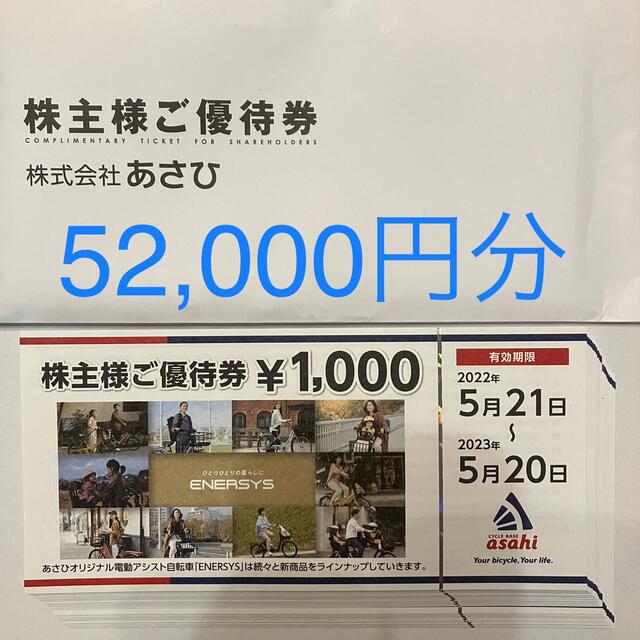 株主様ご優待券
COMPLIMENTARY TICKET FOR SHAREHOLDERS
株式会社 あさひ
52,000円分
株主様ご優待券 ¥1,000
ひとりひとりの暮らしに
ENERSYS
あさひオリジナル電動アシスト自転車「ENERSYS」は続々と新商品をラインナップしていきます。
有効期限
2022年
5月21日
~
2023年
5月20日
CYCLE BASE
asahi
Your bicycle, Your life.